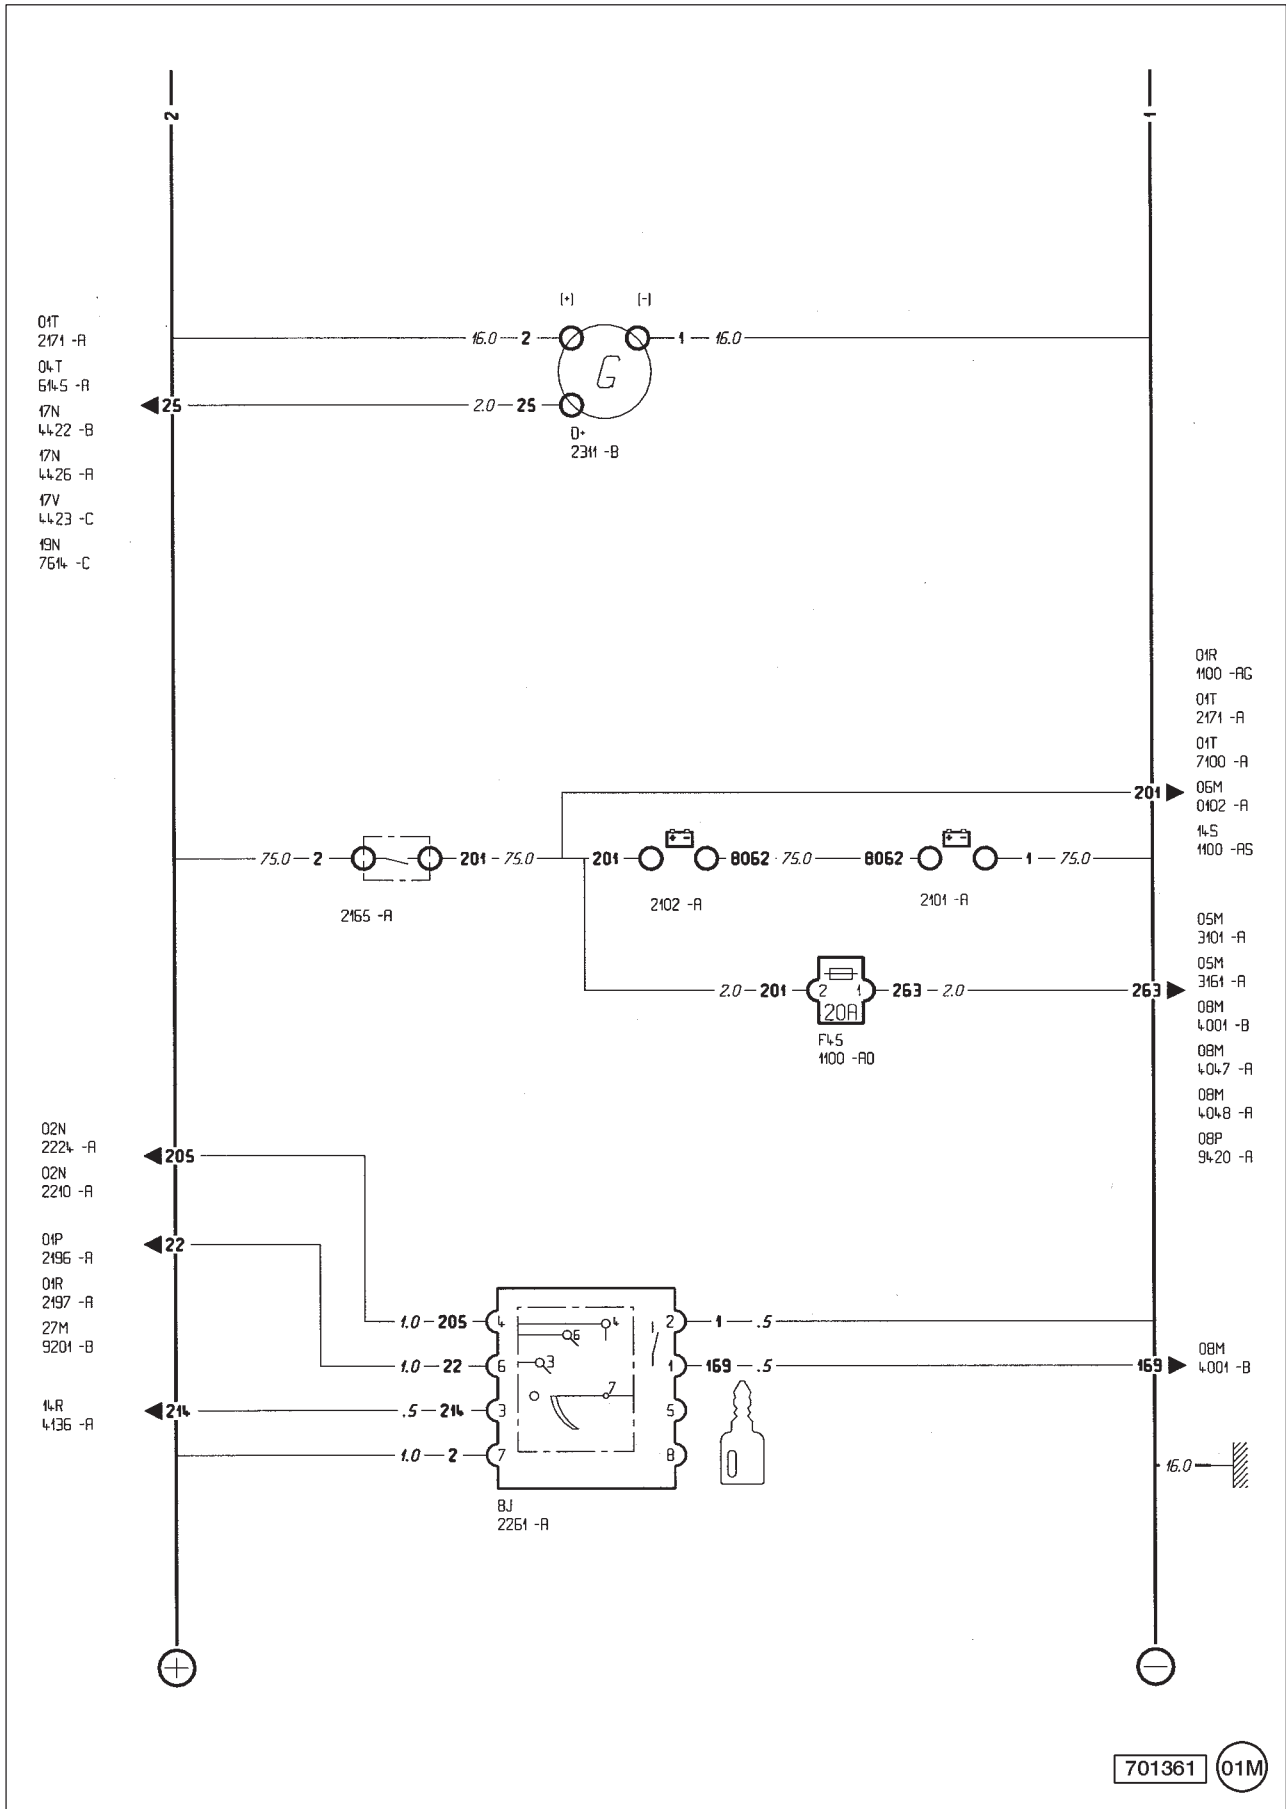 2
1
[+] [-]
01T
2171 -A
04T
6145 -A
17N
4422 -B
17N
4426 -A
17V
4423 -C
19N
7614 -C
16.0 2
1 16.0
G
25
2.0 25
D+
2311 -B
01R
1100 -AG
01T
2171 -A
01T
7100 -A
06M
0102 -A
14S
1100 -AS
201
75.0 2
201 75.0
201
+ -
8062 75.0 8062
+ -
1 75.0
2165 -A
2102 -A
2101 -A
05M
3101 -A
05M
3161 -A
08M
4001 -B
08M
4047 -A
08M
4048 -A
08P
9420 -A
2.0 201
2 1
20A
263 2.0
263
F45
1100 -AO
02N
2224 -A
02N
2210 -A
205
01P
2196 -A
01R
2197 -A
27M
9201 -B
22
14R
4136 -A
214
1.0 205
4
4
6
2
1 .5
1.0 22
6
3
1
169 .5
169
08M
4001 -B
.5 214
3
7
5
1.0 2
7
8
16.0
BJ
2261 -A
+
−
701361
01M